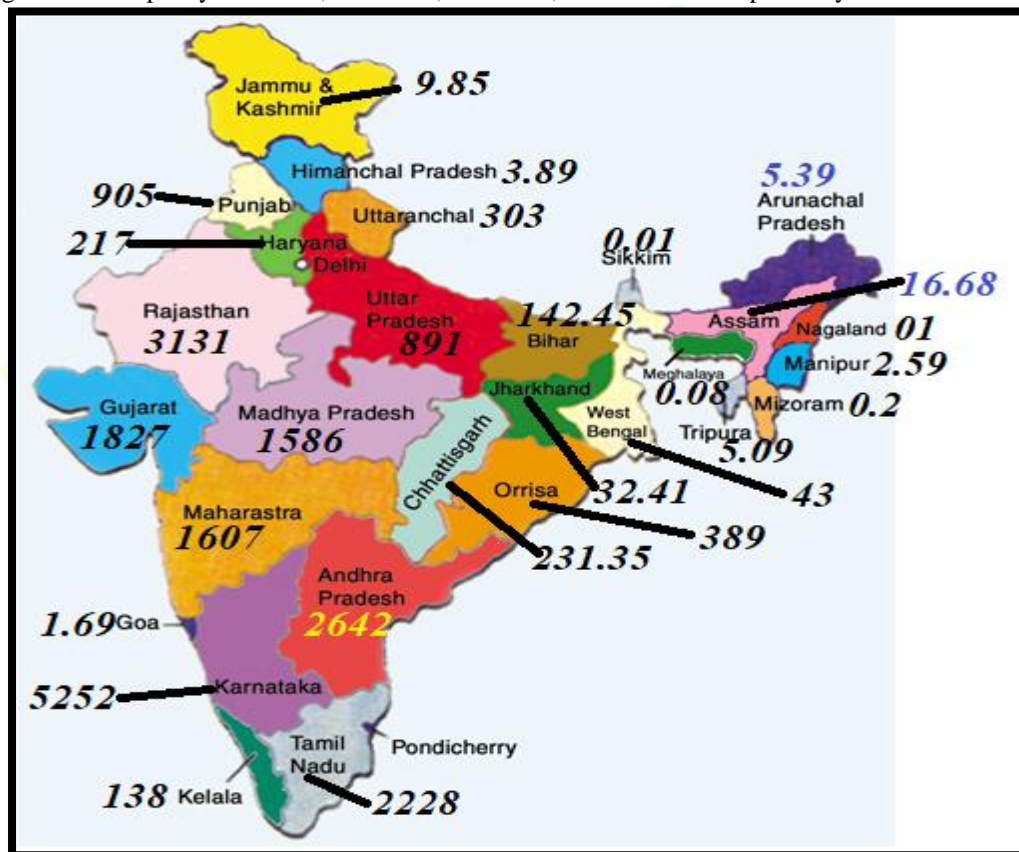 Jammu &
Kashmir
9.85
Himanchal Pradesh 3.89
905
Punjab
Uttaranchal 303
217
Haryana
Delhi
5.39
Arunachal
Pradesh
0.01
Sikkim
16.68
Rajasthan
3131
Uttar
Pradesh
891
142.45
Bihar
Assam
Nagaland 01
Meghalaya
0.08
Manipur 2.59
Mizoram 0.2
Tripura
5.09
Gujarat
1827
Madhya Pradesh
1586
Jharkhand
West
Bengal
Chhattisgarh
32.41
43
Orrisa
389
231.35
Maharastra
1607
Andhra
Pradesh
2642
1.69 Goa
5252
Karnataka
Tamil
Nadu
Pondicherry
138 Kelala
2228